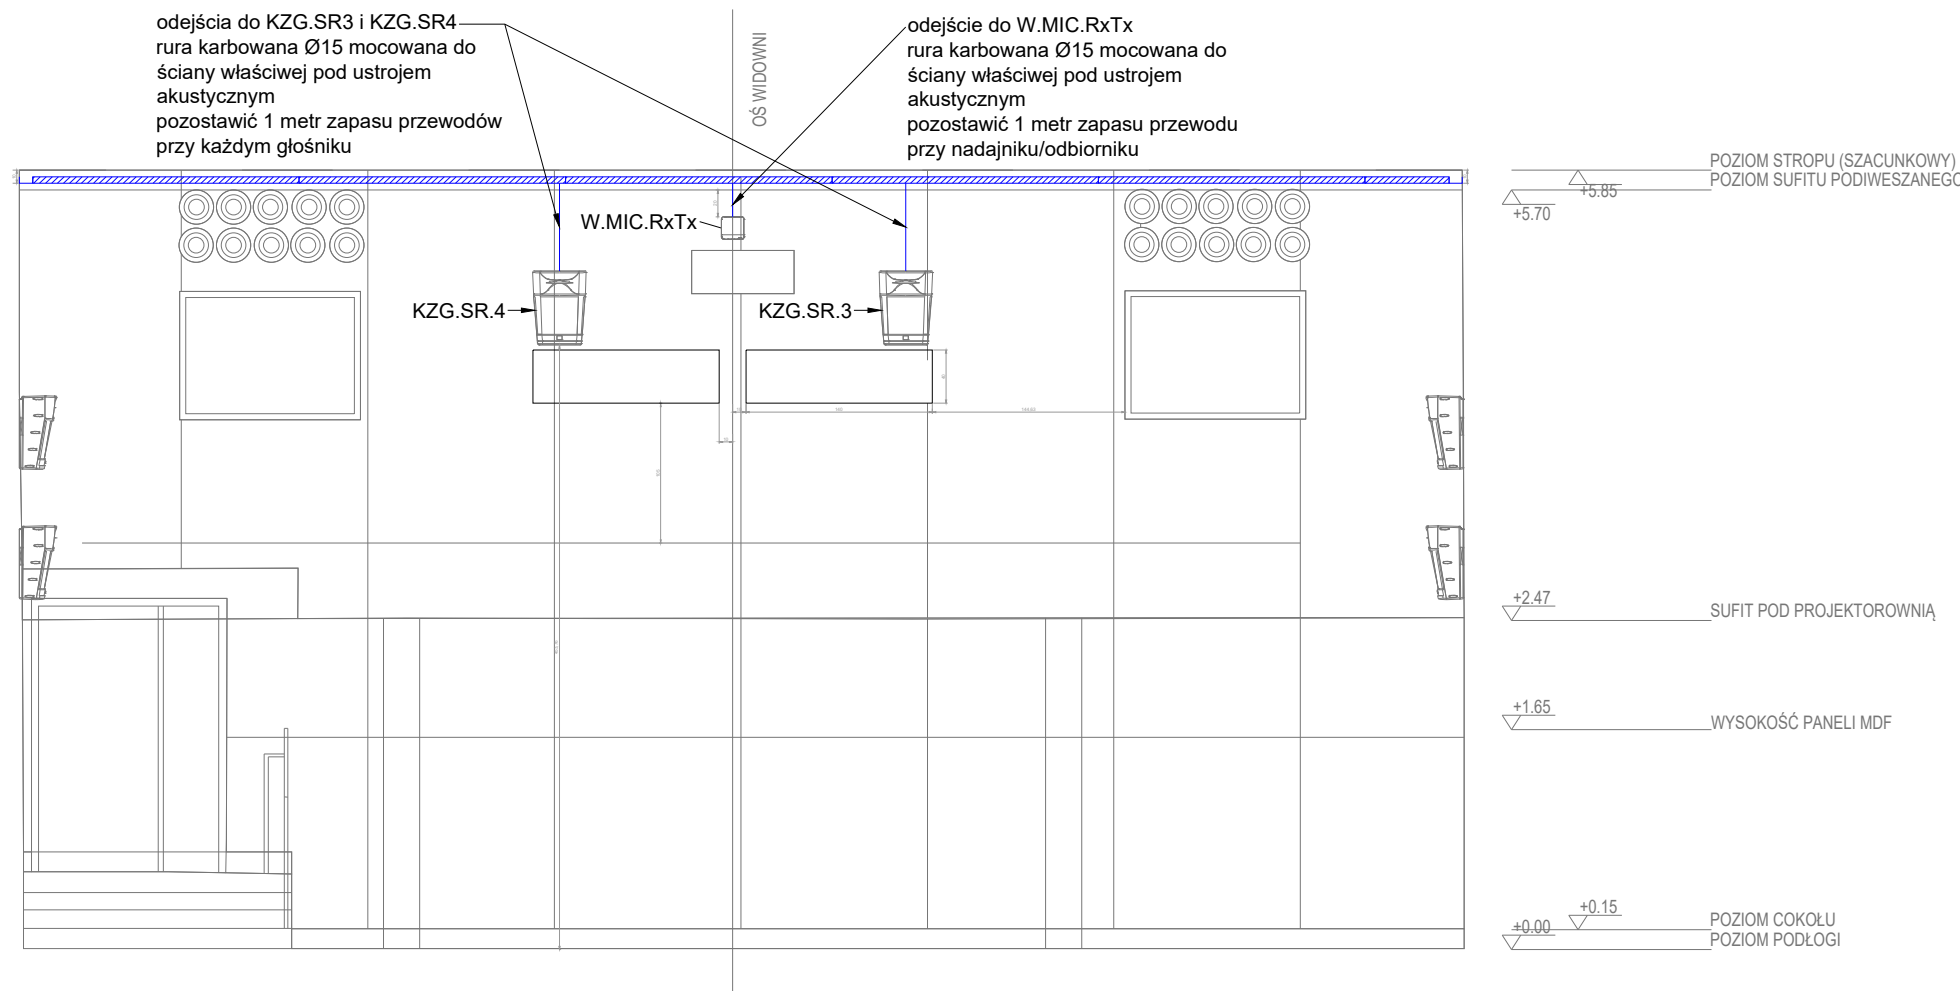 odejścia do KZG.SR3 i KZG.SR4
rura karbowana Ø15 mocowana do
ściany właściwej pod ustrojem
akustycznym
pozostawić 1 metr zapasu przewodów
przy każdym głośniku
OŚ WIDOWNI
odejście do W.MIC.RxTx
rura karbowana Ø15 mocowana do
ściany właściwej pod ustrojem
akustycznym
pozostawić 1 metr zapasu przewodu
przy nadajniku/odbiorniku
POZIOM STROPU (SZACUNKOWY)
POZIOM SUFITU PODIWESZANEGO
+5.85
+5.70
W.MIC.RxTx
KZG.SR.4
KZG.SR.3
+2.47
SUFIT POD PROJEKTOROWNIĄ
+1.65
WYSOKOŚĆ PANELI MDF
+0.15
POZIOM COKOŁU
+0.00
POZIOM PODŁOGI